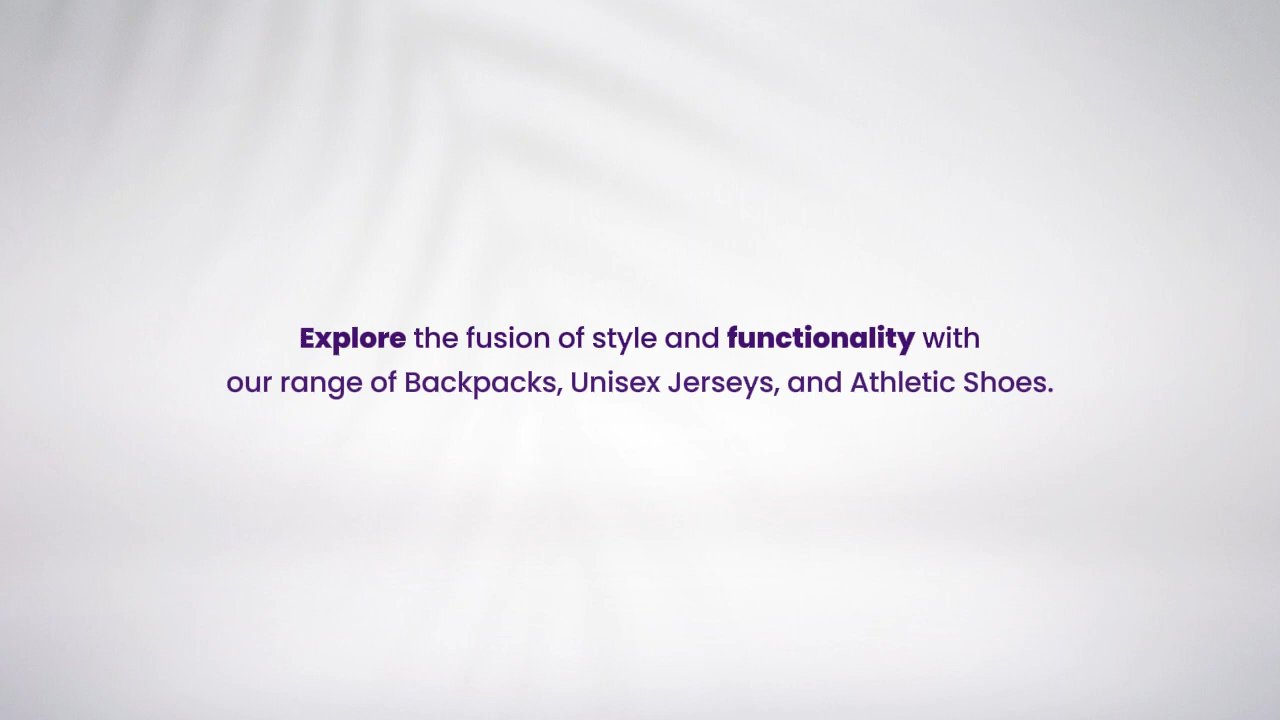 Explore the fusion of style and functionality with
our range of Backpacks, Unisex Jerseys, and Athletic Shoes.